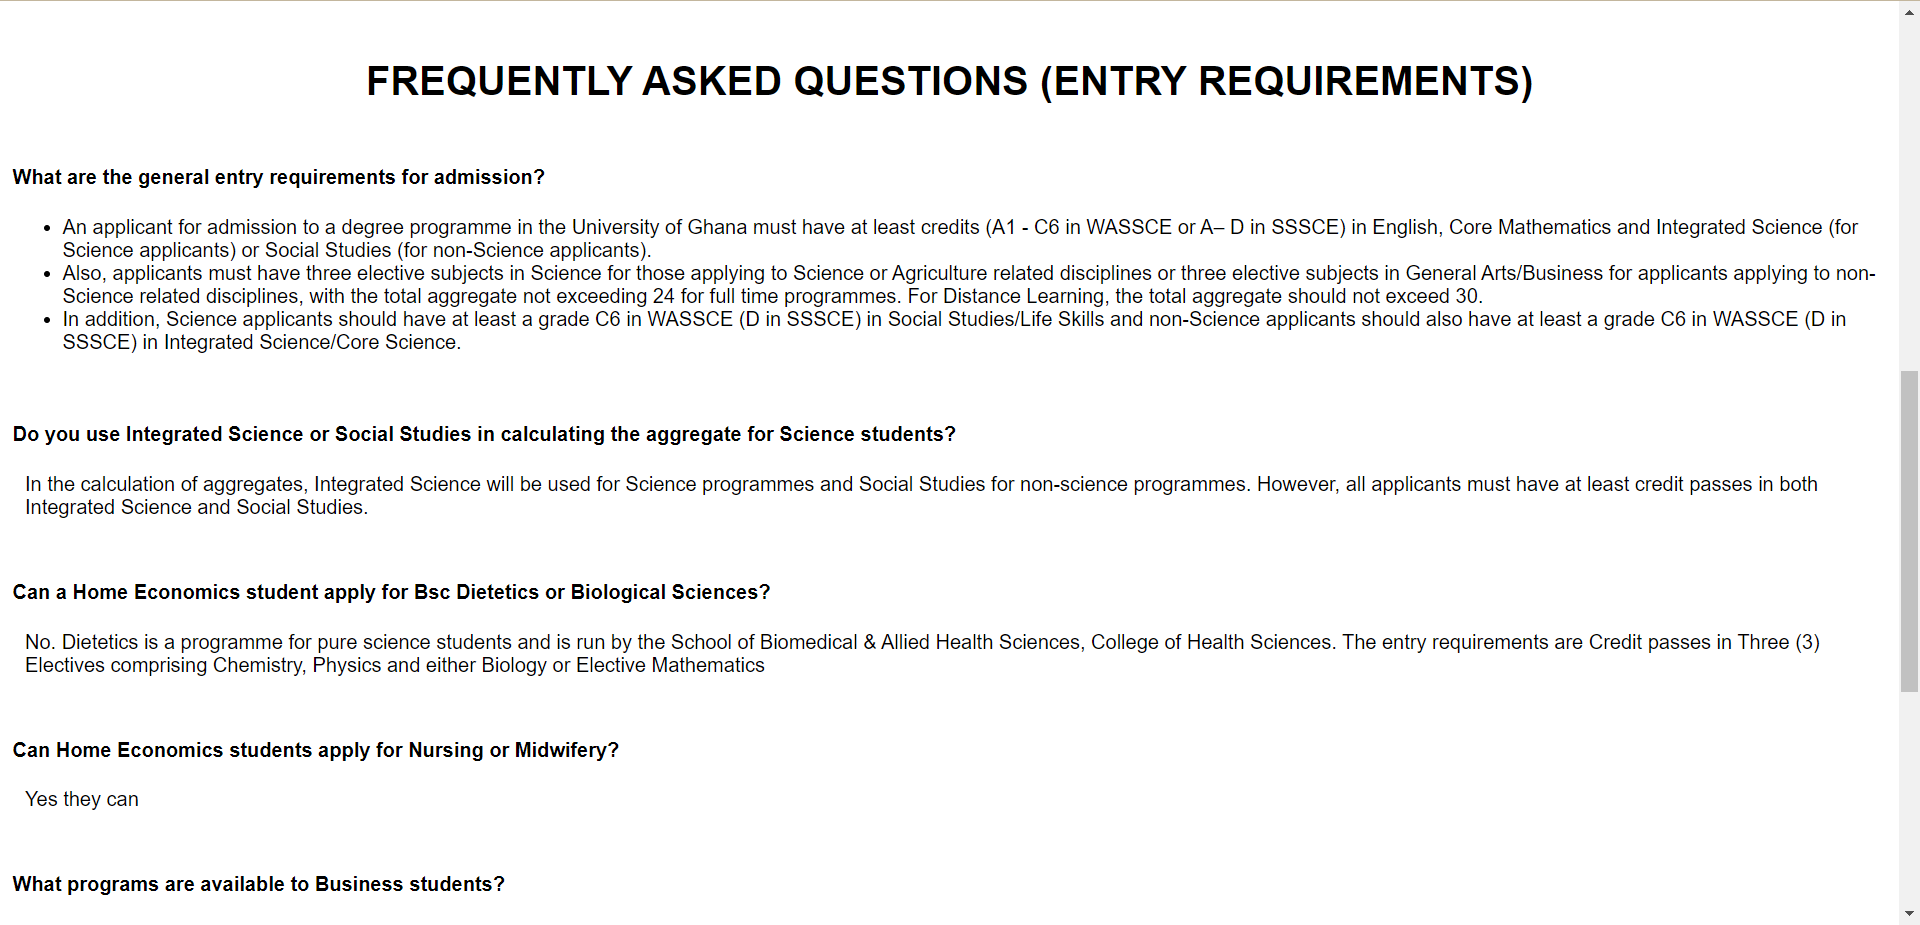 FREQUENTLY ASKED QUESTIONS (ENTRY REQUIREMENTS)
What are the general entry requirements for admission?
• An applicant for admission to a degree programme in the University of Ghana must have at least credits (A1 - C6 in WASSCE or A– D in SSSCE) in English, Core Mathematics and Integrated Science (for
Science applicants) or Social Studies (for non-Science applicants).
• Also, applicants must have three elective subjects in Science for those applying to Science or Agriculture related disciplines or three elective subjects in General Arts/Business for applicants applying to non-
Science related disciplines, with the total aggregate not exceeding 24 for full time programmes. For Distance Learning, the total aggregate should not exceed 30.
• In addition, Science applicants should have at least a grade C6 in WASSCE (D in SSSCE) in Social Studies/Life Skills and non-Science applicants should also have at least a grade C6 in WASSCE (D in
SSSCE) in Integrated Science/Core Science.
Do you use Integrated Science or Social Studies in calculating the aggregate for Science students?
In the calculation of aggregates, Integrated Science will be used for Science programmes and Social Studies for non-science programmes. However, all applicants must have at least credit passes in both
Integrated Science and Social Studies.
Can a Home Economics student apply for Bsc Dietetics or Biological Sciences?
No. Dietetics is a programme for pure science students and is run by the School of Biomedical & Allied Health Sciences, College of Health Sciences. The entry requirements are Credit passes in Three (3)
Electives comprising Chemistry, Physics and either Biology or Elective Mathematics
Can Home Economics students apply for Nursing or Midwifery?
Yes they can
What programs are available to Business students?